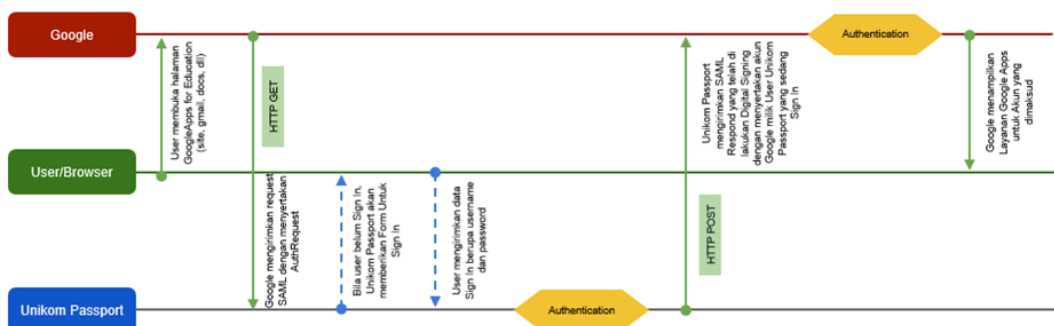 Google
User/Browser
Unikom Passport
User membuka halaman
GoogleApps for Education
(site, gmail, docs, dll)
HTTP GET
Google mengirimkan request
SAML dengan menyertakan
AuthRequest
Bila user belum Sign In,
Unikom Passport akan
memberikan Form Untuk
Sign In
User mengirimkan data
Sign In berupa username
dan password
Authentication
Unikom Passport
mengirimkan SAML
Respond yang telah di
lakukan Digital Signing
dengan menyertakan akun
Google milik User Unikom
Passport yang sedang
Sign In
HTTP POST
Authentication
Google menampilkan
Layanan Google Apps
untuk Akun yang
dimaksud